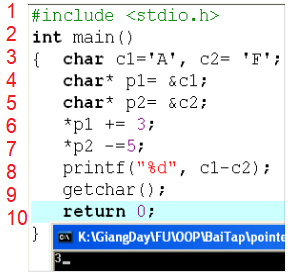 1 #include <stdio.h>
2 int main()
3 { char c1='A', c2= 'F';
4 char* p1= &c1;
5 char* p2= &c2;
6 *p1 += 3;
7 *p2 -=5;
8 printf("%d", c1-c2);
9 getchar();
10 return 0;
}
K:\GiangDay\FU\OOP\BaiTap\pointe
3_